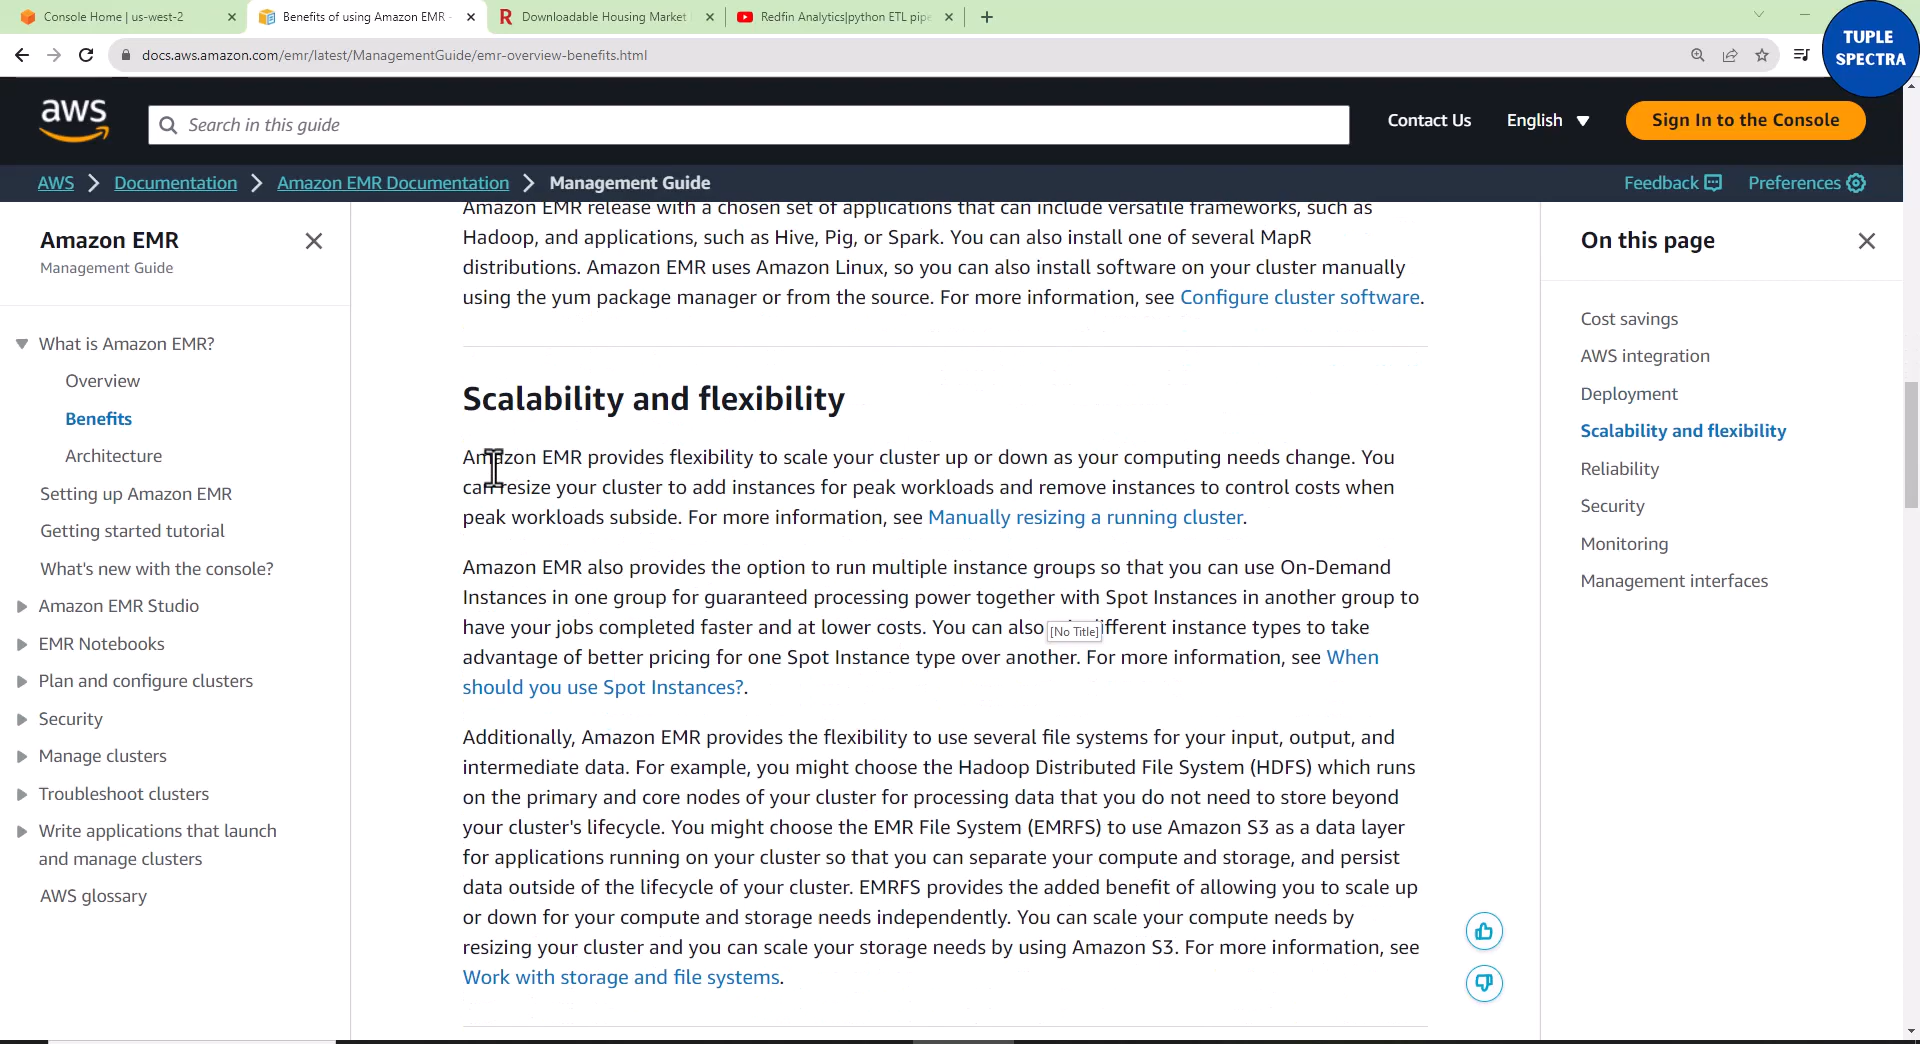 Console Home | us-west-2
Benefits of using Amazon EMR -
Downloadable Housing Market
Redfin Analytics|python ETL pipe
docs.aws.amazon.com/emr/latest/ManagementGuide/emr-overview-benefits.html
TUPLE
SPECTRA
aws
Search in this guide
Contact Us
English
Sign In to the Console
AWS
Documentation
Amazon EMR Documentation
Management Guide
Feedback
Preferences
Amazon EMR
Management Guide
What is Amazon EMR?
Overview
Benefits
Architecture
Setting up Amazon EMR
Getting started tutorial
What's new with the console?
Amazon EMR Studio
EMR Notebooks
Plan and configure clusters
Security
Manage clusters
Troubleshoot clusters
Write applications that launch
and manage clusters
AWS glossary
Amazon EMR release with a chosen set of applications that can include versatile frameworks, such as
Hadoop, and applications, such as Hive, Pig, or Spark. You can also install one of several MapR
distributions. Amazon EMR uses Amazon Linux, so you can also install software on your cluster manually
using the yum package manager or from the source. For more information, see Configure cluster software.
Scalability and flexibility
Amazon EMR provides flexibility to scale your cluster up or down as your computing needs change. You
can resize your cluster to add instances for peak workloads and remove instances to control costs when
peak workloads subside. For more information, see Manually resizing a running cluster.
Amazon EMR also provides the option to run multiple instance groups so that you can use On-Demand
Instances in one group for guaranteed processing power together with Spot Instances in another group to
have your jobs completed faster and at lower costs. You can also [No Title] different instance types to take
advantage of better pricing for one Spot Instance type over another. For more information, see When
should you use Spot Instances?.
Additionally, Amazon EMR provides the flexibility to use several file systems for your input, output, and
intermediate data. For example, you might choose the Hadoop Distributed File System (HDFS) which runs
on the primary and core nodes of your cluster for processing data that you do not need to store beyond
your cluster's lifecycle. You might choose the EMR File System (EMRFS) to use Amazon S3 as a data layer
for applications running on your cluster so that you can separate your compute and storage, and persist
data outside of the lifecycle of your cluster. EMRFS provides the added benefit of allowing you to scale up
or down for your compute and storage needs independently. You can scale your compute needs by
resizing your cluster and you can scale your storage needs by using Amazon S3. For more information, see
Work with storage and file systems.
On this page
Cost savings
AWS integration
Deployment
Scalability and flexibility
Reliability
Security
Monitoring
Management interfaces